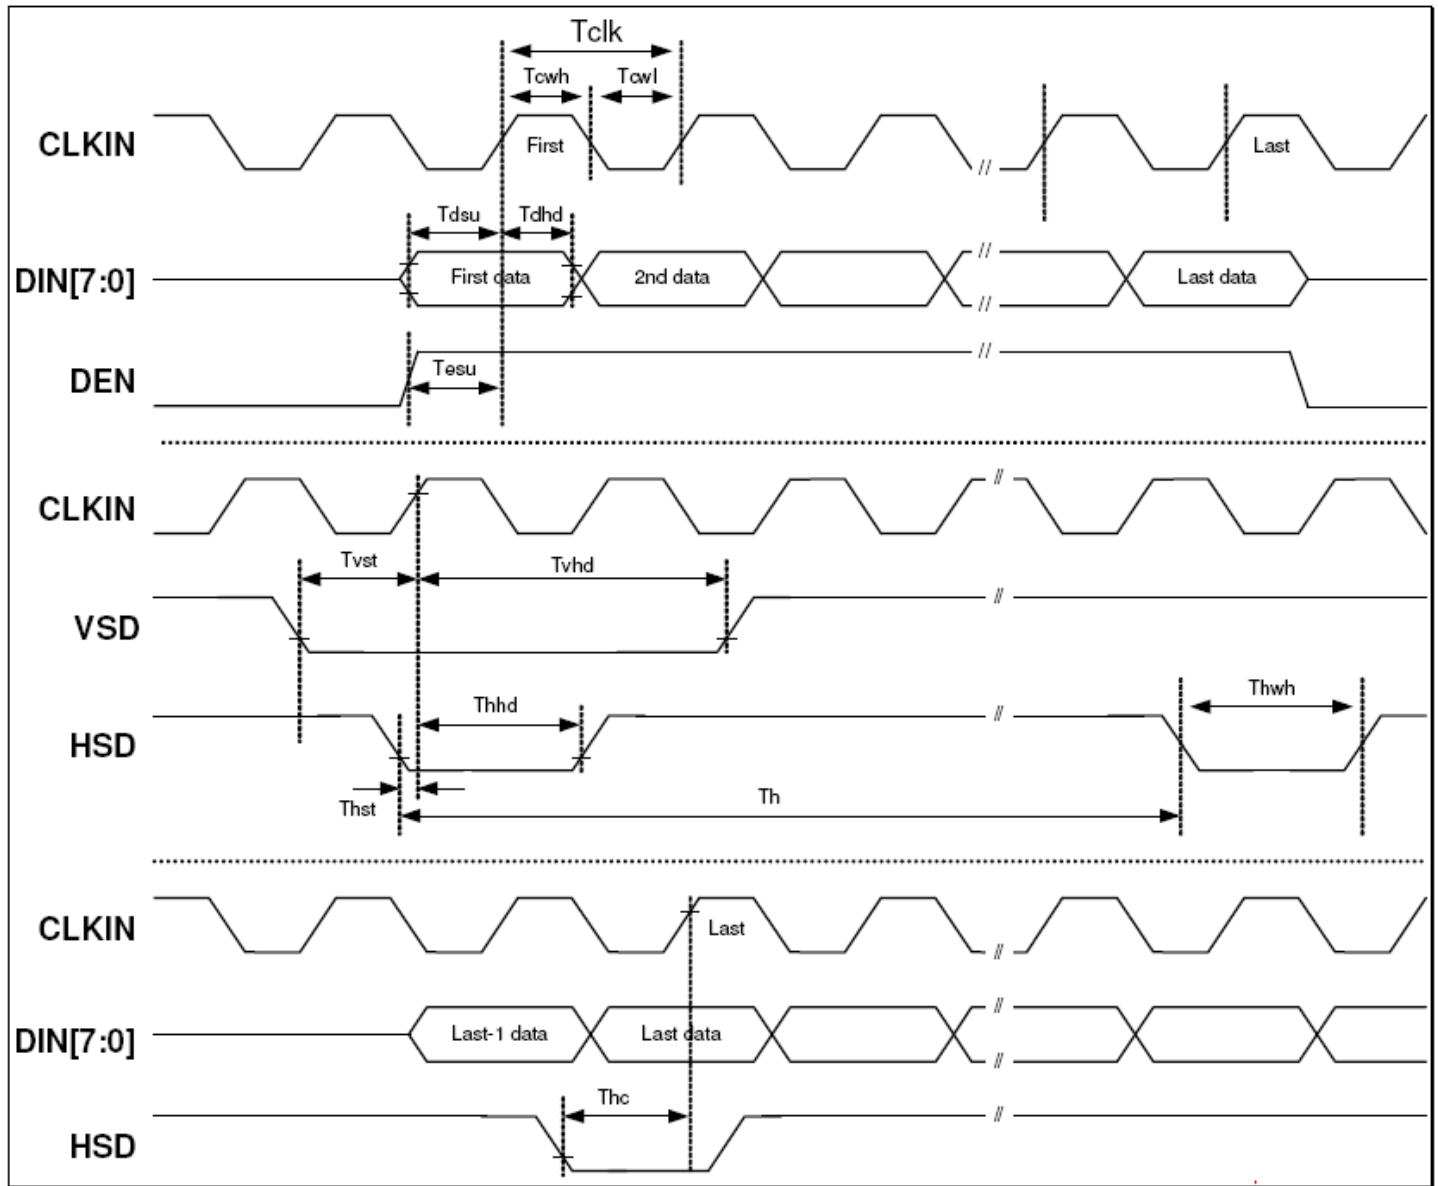 Tclk
Tcwh Tcwl
CLKIN First // Last
Tdsu Tdhd
DIN[7:0] First data 2nd data // // Last data
DEN Tesu //
CLKIN //
Tvst Tvhd
VSD //
Thhd Thwh
HSD //
Thst Th
CLKIN Last //
DIN[7:0] Last-1 data Last data // //
Thc
HSD //